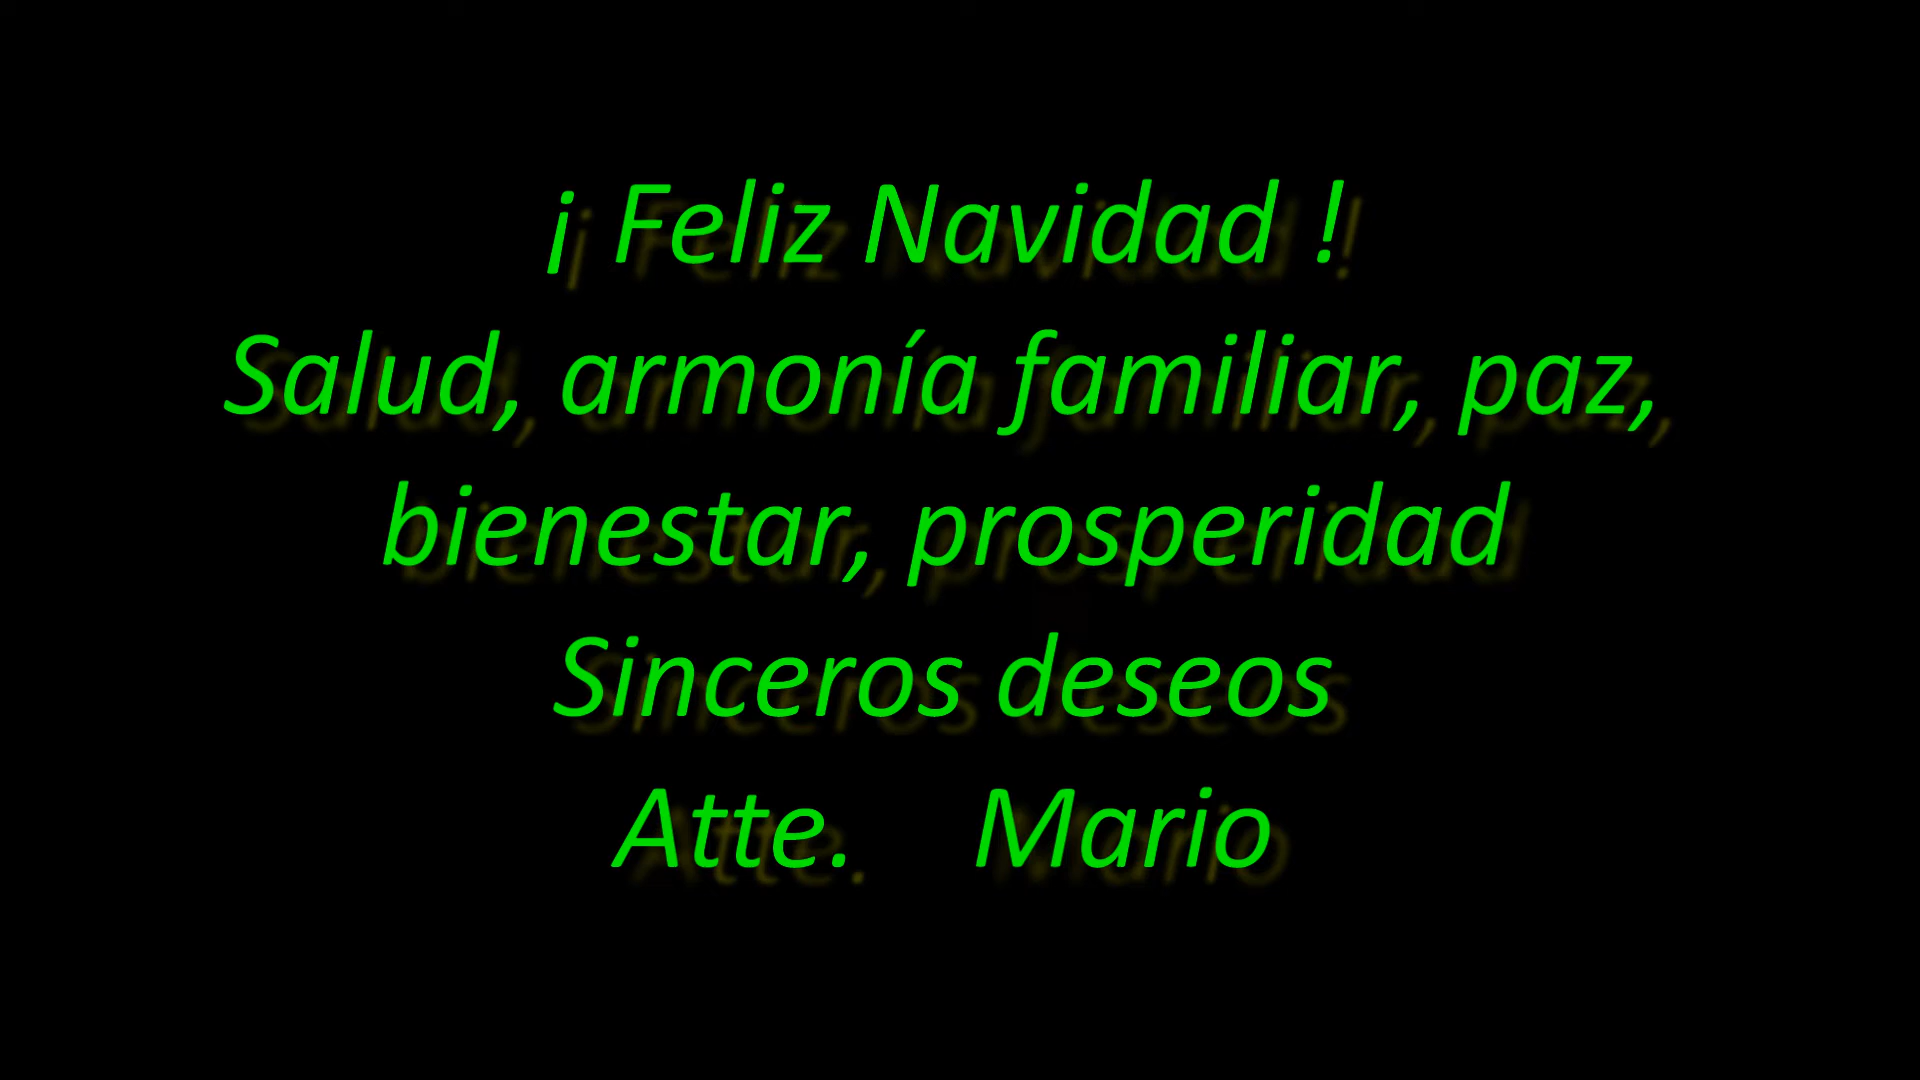 ¡ Feliz Navidad !
Salud, armonía familiar, paz,
bienestar, prosperidad
Sinceros deseos
Atte.    Mario